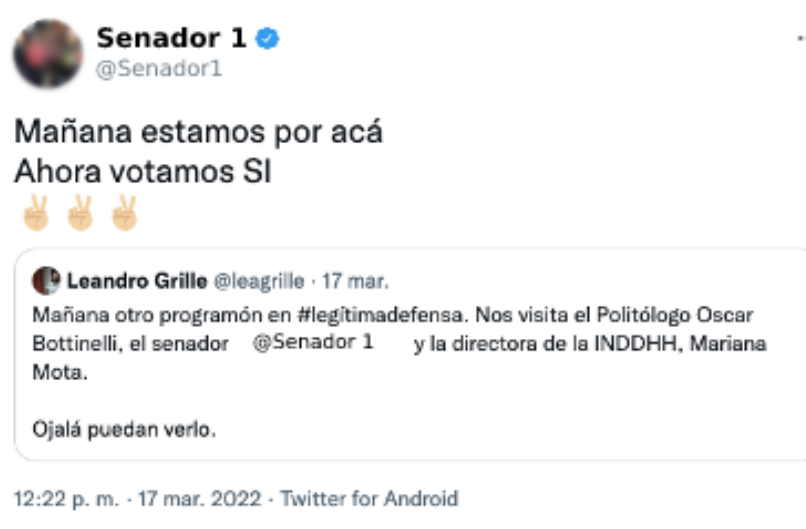 Senador 1
@Senador1
Mañana estamos por acá
Ahora votamos SI
✌🏼 ✌🏼 ✌🏼
Leandro Grille @leagrille · 17 mar.
Mañana otro programón en #legítimadefensa. Nos visita el Politólogo Oscar
Bottinelli, el senador @Senador 1 y la directora de la INDDHH, Mariana
Mota.
Ojalá puedan verlo.
12:22 p. m. · 17 mar. 2022 · Twitter for Android